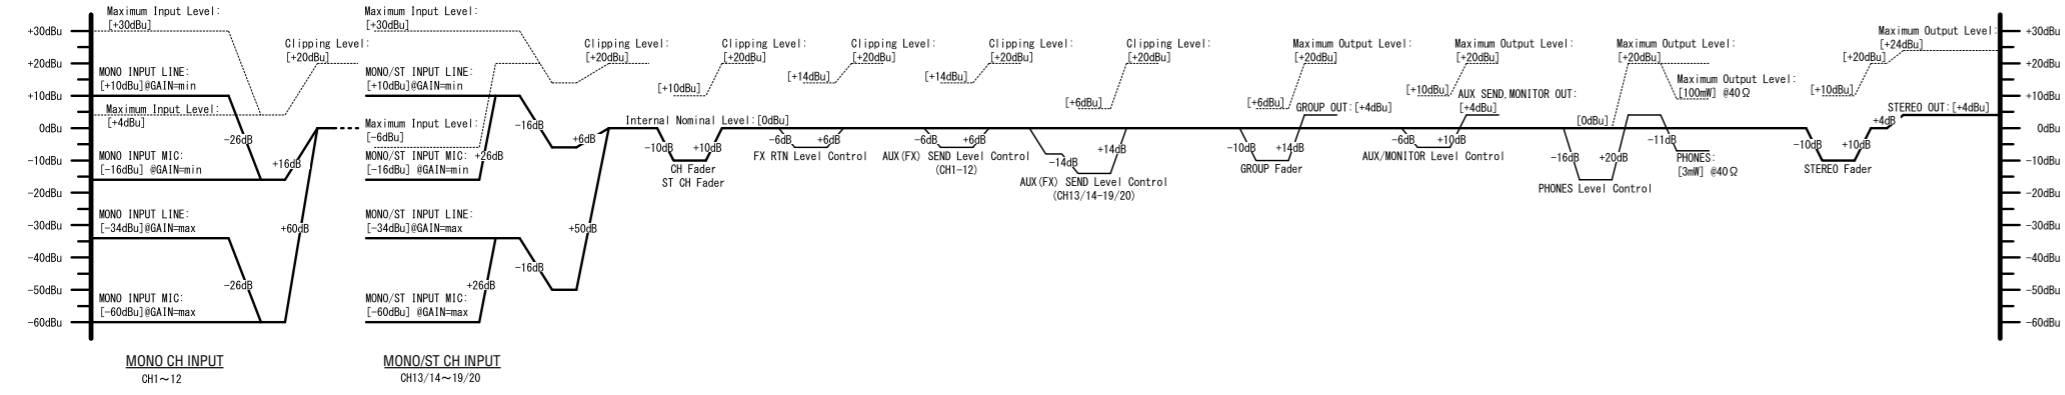 +30dBu
+20dBu
+10dBu
0dBu
-10dBu
-20dBu
-30dBu
-40dBu
-50dBu
-60dBu
Maximum Input Level:
[+30dBu]
Clipping Level:
[+20dBu]
MONO INPUT LINE:
[+10dBu]@GAIN=min
Maximum Input Level:
[+4dBu]
-26dB
+16dB
MONO INPUT MIC:
[-16dBu] @GAIN=min
MONO INPUT LINE:
[-34dBu]@GAIN=max
+60dB
-26dB
MONO INPUT MIC:
[-60dBu]@GAIN=max
MONO CH INPUT
CH1～12
Maximum Input Level:
[+30dBu]
Clipping Level:
[+20dBu]
MONO/ST INPUT LINE:
[+10dBu]@GAIN=min
Maximum Input Level:
[-6dBu]
-16dB
+6dB
MONO/ST INPUT MIC:
[-16dBu] @GAIN=min
+26dB
MONO/ST INPUT LINE:
[-34dBu]@GAIN=max
+50dB
-16dB
+26dB
MONO/ST INPUT MIC:
[-60dBu] @GAIN=max
MONO/ST CH INPUT
CH13/14～19/20
Internal Nominal Level:[0dBu]
Clipping Level:
[+20dBu]
[+10dBu]
-10dB
+10dB
CH Fader
ST CH Fader
Clipping Level:
[+20dBu]
[+14dBu]
-6dB
+6dB
FX RTN Level Control
Clipping Level:
[+20dBu]
[+14dBu]
-6dB
+6dB
AUX(FX) SEND Level Control
(CH1-12)
Clipping Level:
[+20dBu]
[+6dBu]
-14dB
+14dB
AUX(FX) SEND Level Control
(CH13/14-19/20)
Maximum Output Level:
[+20dBu]
[+6dBu]
GROUP OUT:[+4dBu]
-10dB
+14dB
GROUP Fader
Maximum Output Level:
[+20dBu]
[+10dBu]
AUX SEND,MONITOR OUT:
[+4dBu]
-6dB
+10dB
AUX/MONITOR Level Control
Maximum Output Level:
[+20dBu]
Maximum Output Level:
[100mW] @40Ω
[0dBu]
-16dB
+20dB
-11dB
PHONES:
[3mW] @40Ω
PHONES Level Control
Maximum Output Level:
[+24dBu]
[+20dBu]
[+10dBu]
STEREO OUT:[+4dBu]
+4dB
-10dB
+10dB
STEREO Fader
+30dBu
+20dBu
+10dBu
0dBu
-10dBu
-20dBu
-30dBu
-40dBu
-50dBu
-60dBu